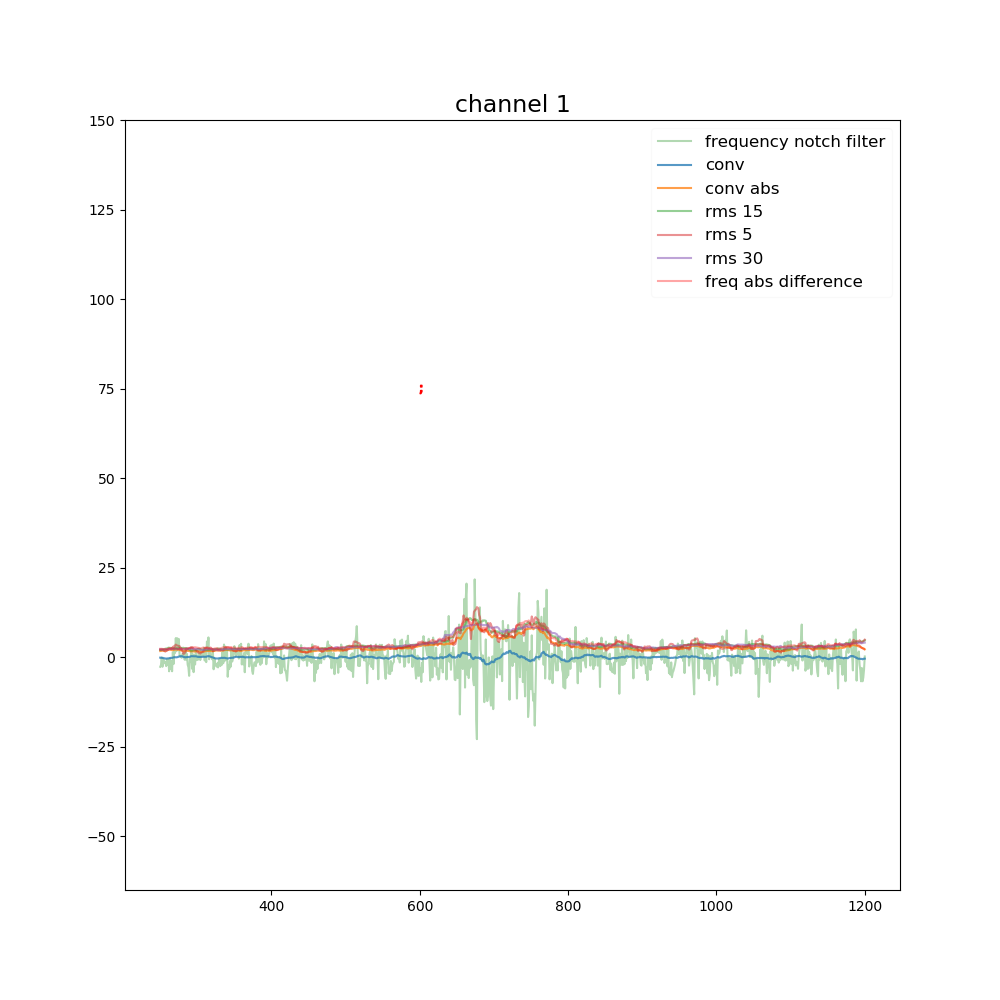 channel 1
150
125
100
75
50
25
0
−25
−50
frequency notch filter
conv
conv abs
rms 15
rms 5
rms 30
freq abs difference
;
400 600 800 1000 1200